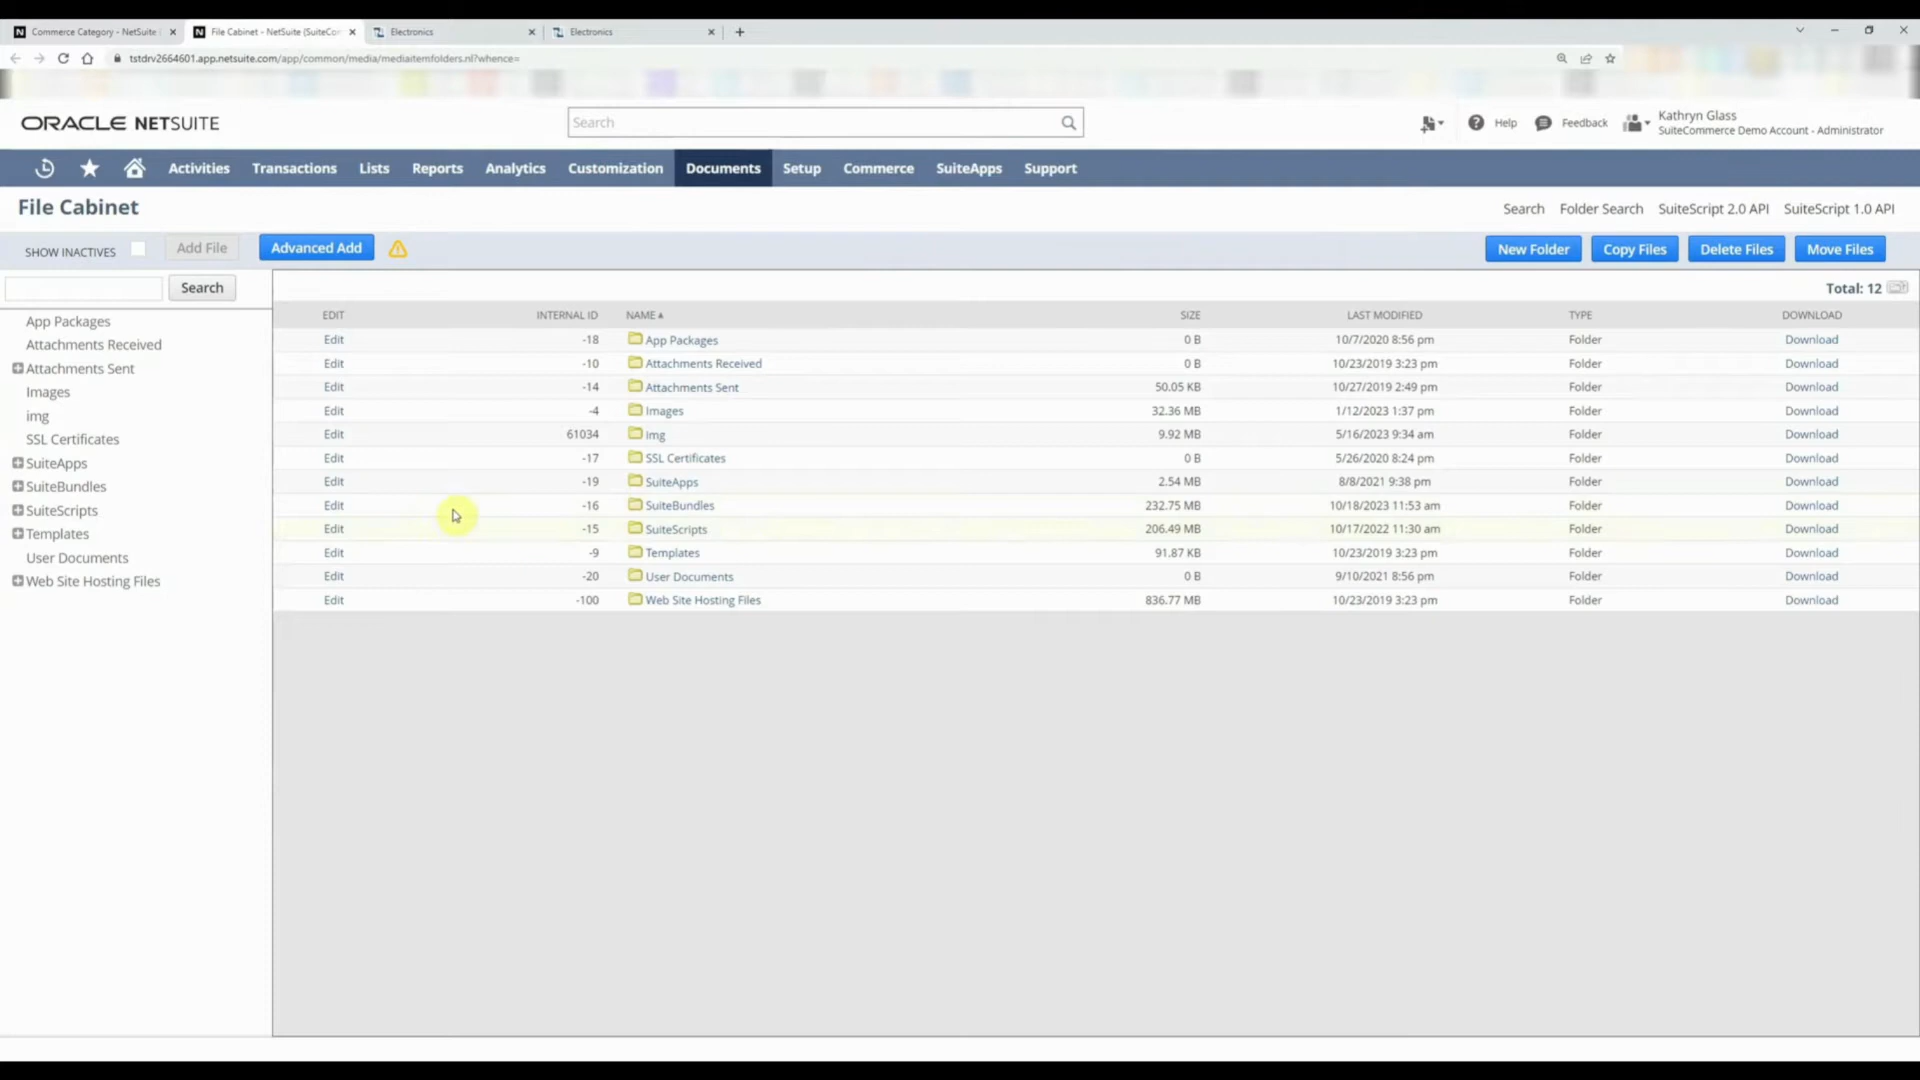 Commerce Category - NetSuite
File Cabinet - NetSuite (SuiteCo
Electronics
Electronics
tstdrv2664601.app.netsuite.com/app/common/media/mediaitemfolders.nl?whence=
ORACLE NETSUITE
Search
Help
Feedback
Kathryn Glass
SuiteCommerce Demo Account - Administrator
Activities Transactions Lists Reports Analytics Customization Documents Setup Commerce SuiteApps Support
File Cabinet
Search Folder Search SuiteScript 2.0 API SuiteScript 1.0 API
SHOW INACTIVES Add File Advanced Add New Folder Copy Files Delete Files Move Files
Search
Total: 12
App Packages
Attachments Received
Attachments Sent
Images
img
SSL Certificates
SuiteApps
SuiteBundles
SuiteScripts
Templates
User Documents
Web Site Hosting Files
EDIT INTERNAL ID NAME SIZE LAST MODIFIED TYPE DOWNLOAD
Edit -18 App Packages 0 B 10/7/2020 8:56 pm Folder Download
Edit -10 Attachments Received 0 B 10/23/2019 3:23 pm Folder Download
Edit -14 Attachments Sent 50.05 KB 10/27/2019 2:49 pm Folder Download
Edit -4 Images 32.36 MB 1/12/2023 1:37 pm Folder Download
Edit 61034 img 9.92 MB 5/16/2023 9:34 am Folder Download
Edit -17 SSL Certificates 0 B 5/26/2020 8:24 pm Folder Download
Edit -19 SuiteApps 2.54 MB 8/8/2021 9:38 pm Folder Download
Edit -16 SuiteBundles 232.75 MB 10/18/2023 11:53 am Folder Download
Edit -15 SuiteScripts 206.49 MB 10/17/2022 11:30 am Folder Download
Edit -9 Templates 91.87 KB 10/23/2019 3:23 pm Folder Download
Edit -20 User Documents 0 B 9/10/2021 8:56 pm Folder Download
Edit -100 Web Site Hosting Files 836.77 MB 10/23/2019 3:23 pm Folder Download